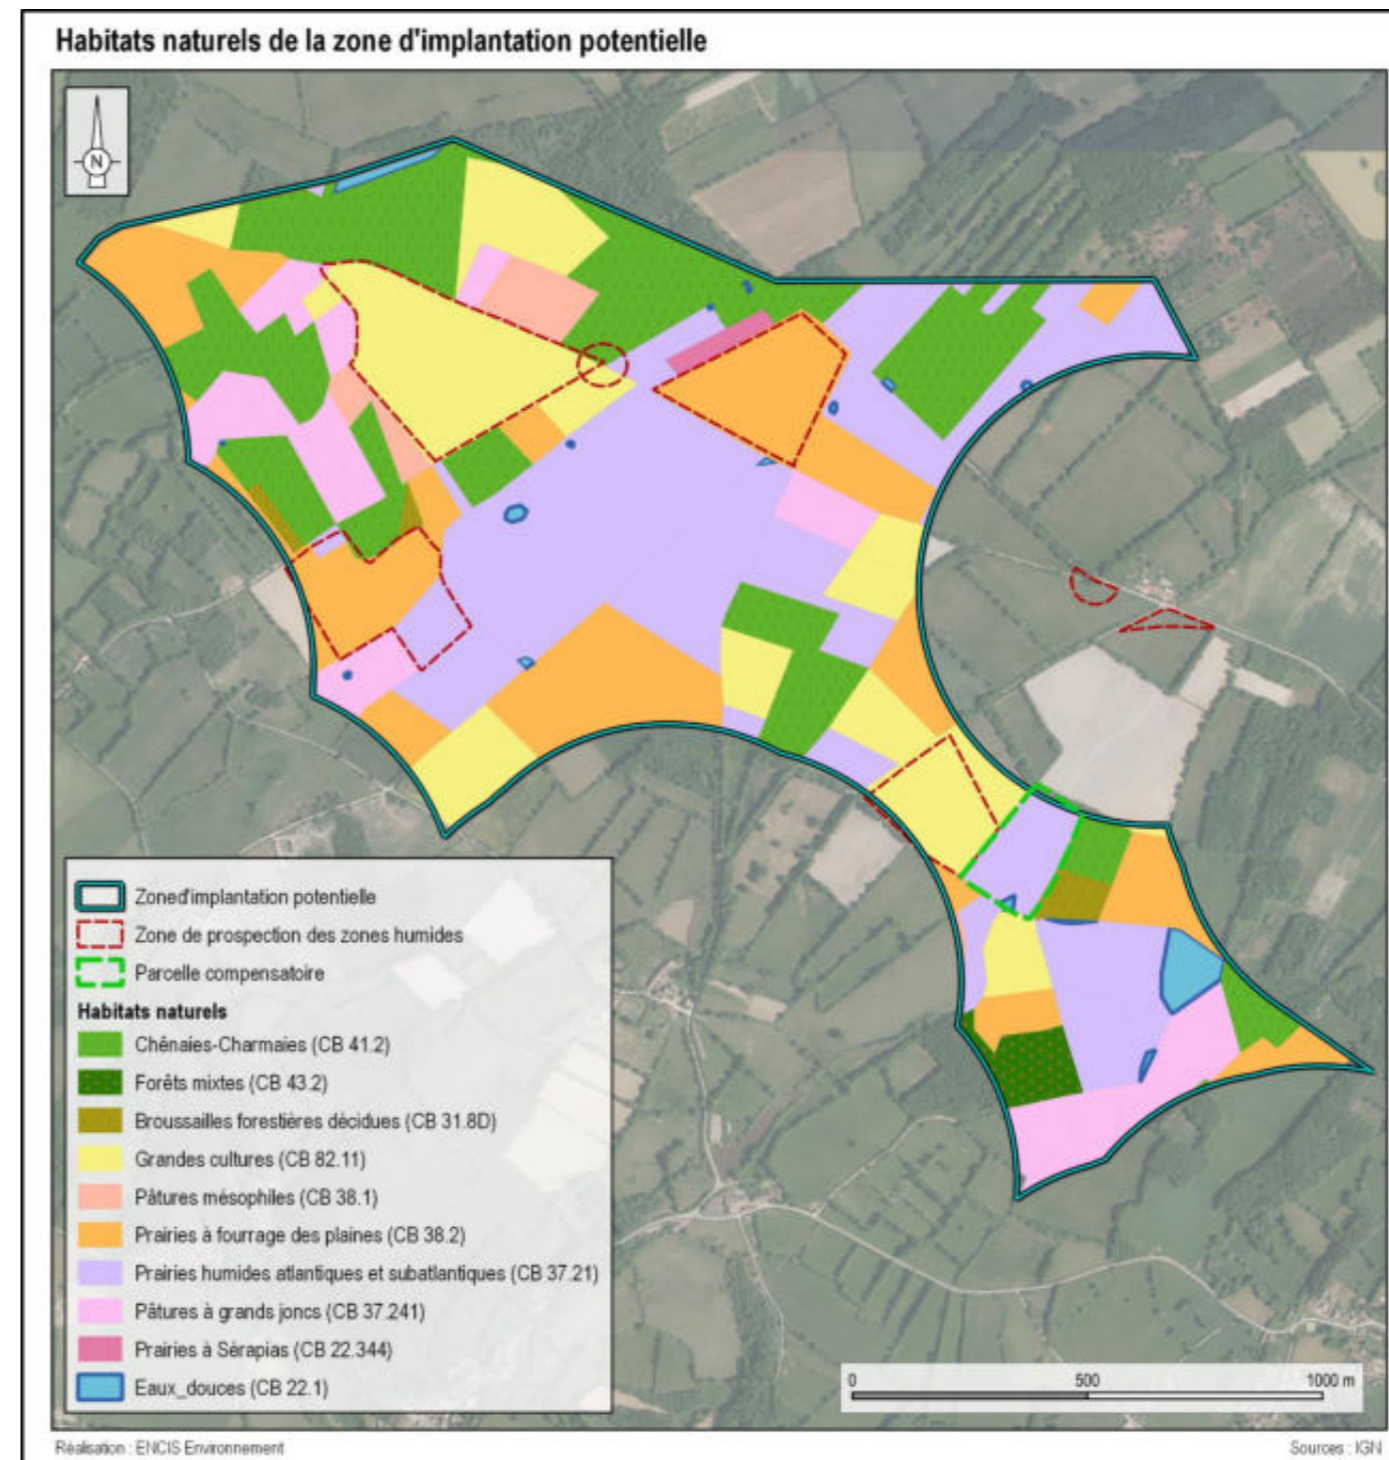 Habitats naturels de la zone d'implantation potentielle
N
Zoned'implantation potentielle
Zone de prospection des zones humides
Parcelle compensatoire
Habitats naturels
Chênaies-Charmaies (CB 41.2)
Forêts mixtes (CB 43.2)
Broussailles forestières décidues (CB 31.8D)
Grandes cultures (CB 82.11)
Pâtures mésophiles (CB 38.1)
Prairies à fourrage des plaines (CB 38.2)
Prairies humides atlantiques et subatlantiques (CB 37.21)
Pâtures à grands joncs (CB 37.241)
Prairies à Sérapias (CB 22.344)
Eaux_douces (CB 22.1)
0 500 1000 m
Réalisation : ENCIS Environnement
Sources : IGN